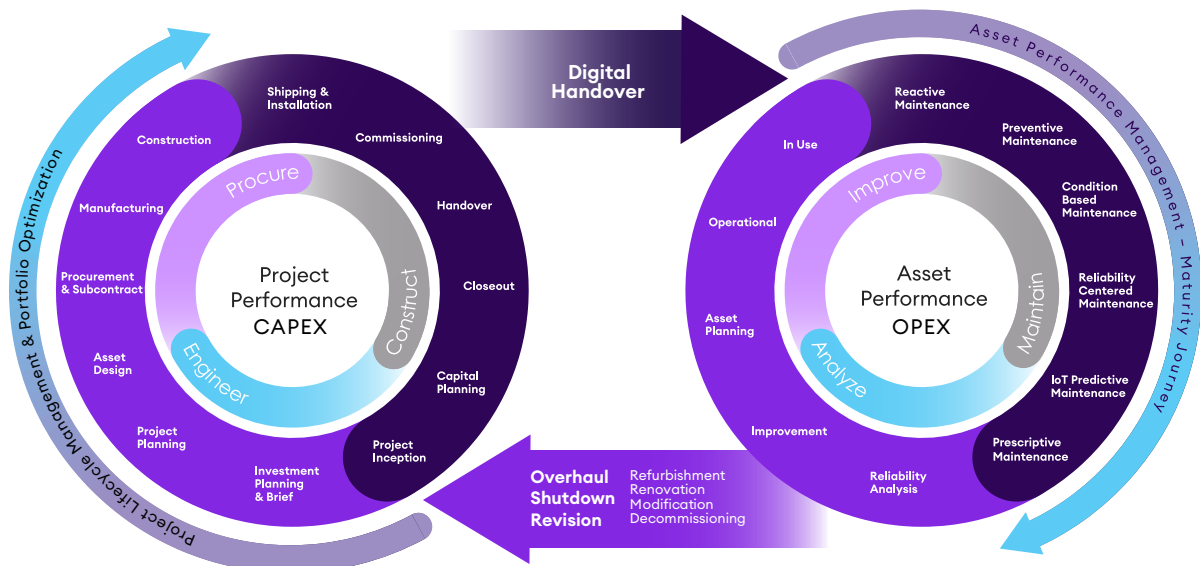 Project Lifecycle Management & Portfolio Optimization
Shipping &
Installation
Commissioning
Handover
Closeout
Capital
Planning
Project
Inception
Investment
Planning
& Brief
Project
Planning
Asset
Design
Procurement
& Subcontract
Manufacturing
Construction
Procure
Construct
Engineer
Project
Performance
CAPEX
Digital
Handover
Overhaul
Shutdown
Revision
Refurbishment
Renovation
Modification
Decommissioning
Asset Performance Management – Maturity Journey
Reactive
Maintenance
Preventive
Maintenance
Condition
Based
Maintenance
Reliability
Centered
Maintenance
IoT Predictive
Maintenance
Prescriptive
Maintenance
Reliability
Analysis
Improvement
Asset
Planning
Operational
In Use
Improve
Maintain
Analyze
Asset
Performance
OPEX